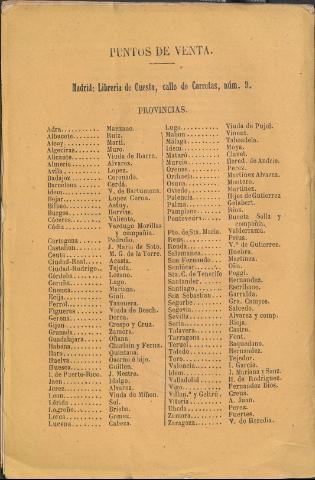 PUNTOS DE VENTA.
Madrid: Libreria de Cuesta, calle de Carretas, núm. 9.
PROVINCIAS.
Adra.......... Manzano.
Albacete....... Ruiz.
Alcoy.......... Martí.
Algeciras...... Muro.
Alicante....... Viuda de Ibarra.
Almería........ Alvarez.
Avila.......... Lopez.
Badajoz........ Coronado.
Barcelona...... Cerdá.
Idem........... V. de Bartumeus.
Bejar.......... Lopez Coron.
Bilbao......... Astuy.
Burgos......... Hervias.
Cáceres........ Valiente.
Cádiz.......... Verdugo Morillas
y compañía.
Cartagena...... Pedreño.
Castellon...... J. María de Soto.
Ceuta.......... M. G. de la Torre.
Ciudad-Real.... Acosta.
Ciudad-Rodrigo. Tejeda.
Córdoba........ Lozano.
Coruña......... Lago.
Cuenca......... Mariana.
Ecija.......... Giuli.
Ferrol......... Taxonera.
Figueras....... Viuda de Bosch.
Gerona......... Dorca.
Gijon.......... Crespo y Cruz.
Granada........ Zamora.
Guadalajara.... Oñana.
Habana......... Charlain y Fernz.
Haro........... Quintana.
Huelva......... Osorno é hijo.
Huesca......... Guillen.
I. de Puerto-Rico. J. Mestre.
Jaen........... Idalgo.
Jerez.......... Alvarez.
Leon........... Viuda de Miñon.
Lérida......... Sol.
Logroño........ Brieba.
Lorca.......... Gomez.
Lucena......... Cabeza.
Lugo........... Viuda de Pujol.
Mahon.......... Vinent.
Málaga......... Taboadela.
Idem........... Moya.
Mataró......... Clavel.
Murcia......... Hered. de Andrio.
Orense......... Perez.
Orihuela....... Martinez Alvarez.
Osuna.......... Montero.
Oviedo......... Martinez.
Palencia....... Hijos de Gutierrez
Palma.......... Gelabert.
Pamplona....... Rios.
Pontevedra..... Buceta Solla y
compañía.
Pto. de Sta. María. Valderrama.
Reus........... Prius.
Ronda.......... V.ª de Gutierrez.
Salamanca...... Huebra.
San Fernando... Martinez.
Sanlúcar....... Oña.
Sta. C. de Tenerife Poggi.
Santander...... Hernandez.
Santiago....... Escribano.
San Sebastian.. Garralda.
Segorbe........ Gra. Campos.
Segovia........ Salcedo.
Sevilla........ Alvarez y comp.
Soria.......... Rioja.
Talavera....... Castro.
Tarragona...... Font.
Teruel......... Baquedano.
Toledo......... Hernandez.
Toro........... Tejedor.
Valencia....... I. García.
Idem........... J. Mariana y Sanz.
Valladolid..... H. de Rodriguez.
Vigo........... Fernandez Dios.
Villan.ª y Geltrú. Creus.
Vitoria........ A. Juan.
Ubeda.......... Perez.
Zamora......... Fuertes.
Zaragoza....... V. de Heredia.